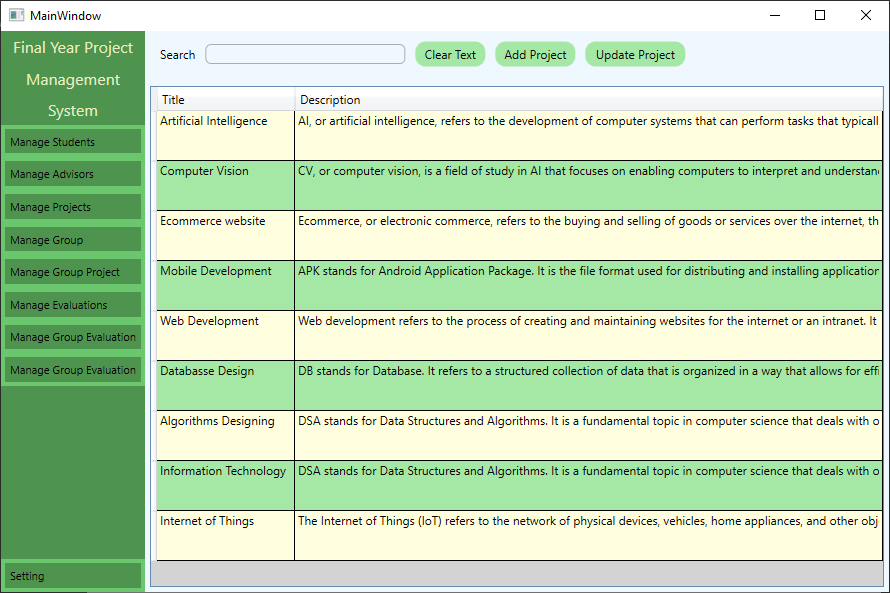 MainWindow
Final Year Project
Management
System
Manage Students
Manage Advisors
Manage Projects
Manage Group
Manage Group Project
Manage Evaluations
Manage Group Evaluation
Manage Group Evaluation
Setting
Search
Clear Text
Add Project
Update Project
Title Description
Artificial Intelligence AI, or artificial intelligence, refers to the development of computer systems that can perform tasks that typicall
Computer Vision CV, or computer vision, is a field of study in AI that focuses on enabling computers to interpret and understan
Ecommerce website Ecommerce, or electronic commerce, refers to the buying and selling of goods or services over the internet, th
Mobile Development APK stands for Android Application Package. It is the file format used for distributing and installing application
Web Development Web development refers to the process of creating and maintaining websites for the internet or an intranet. It
Databasse Design DB stands for Database. It refers to a structured collection of data that is organized in a way that allows for effi
Algorithms Designing DSA stands for Data Structures and Algorithms. It is a fundamental topic in computer science that deals with o
Information Technology DSA stands for Data Structures and Algorithms. It is a fundamental topic in computer science that deals with o
Internet of Things The Internet of Things (IoT) refers to the network of physical devices, vehicles, home appliances, and other obj